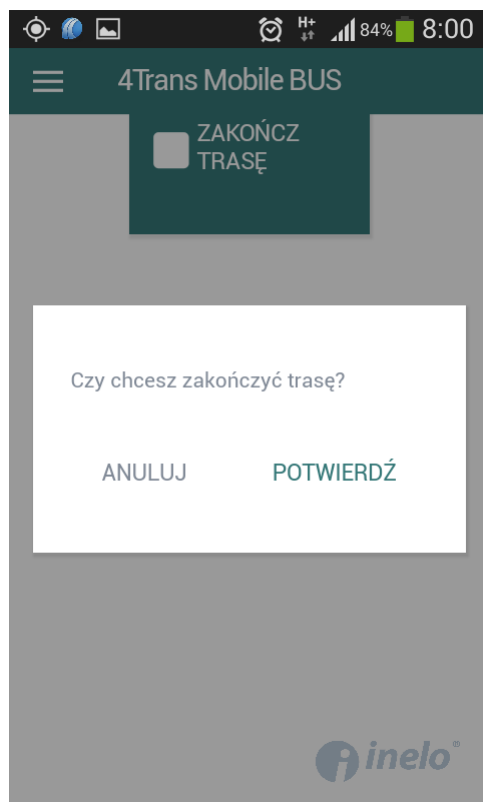 H+ 84% 8:00
4Trans Mobile BUS
ZAKOŃCZ
TRASĘ
Czy chcesz zakończyć trasę?
ANULUJ POTWIERDŹ
inelo®